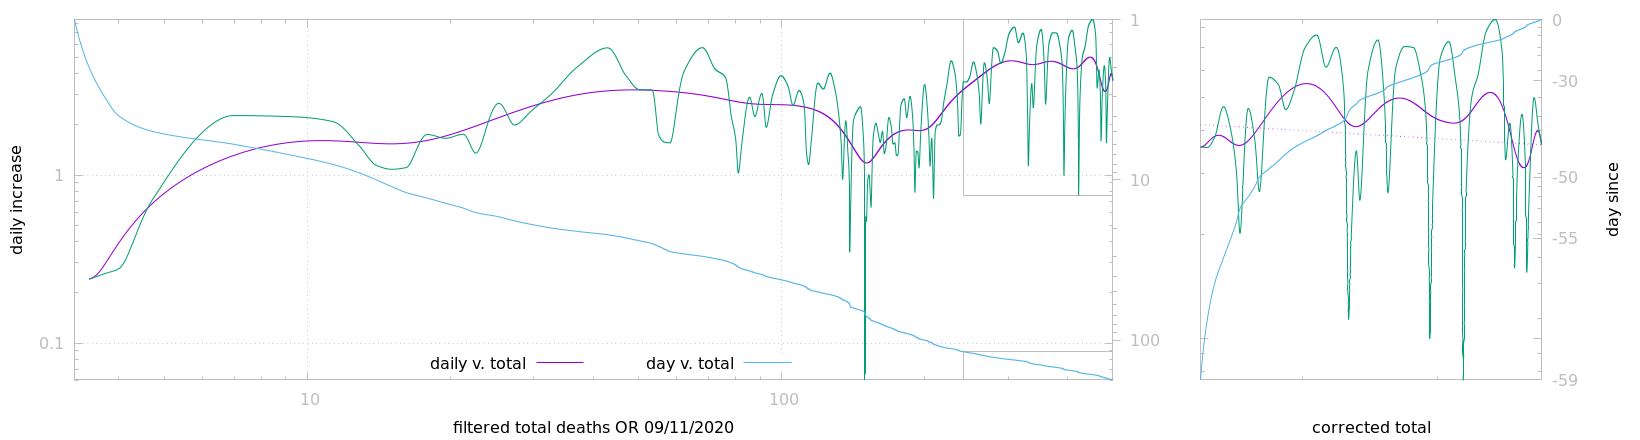 1
0
-30
10
-50
-55
1
0.1
100
-59
daily increase
day since
daily v. total
day v. total
10
100
filtered total deaths OR 09/11/2020
corrected total